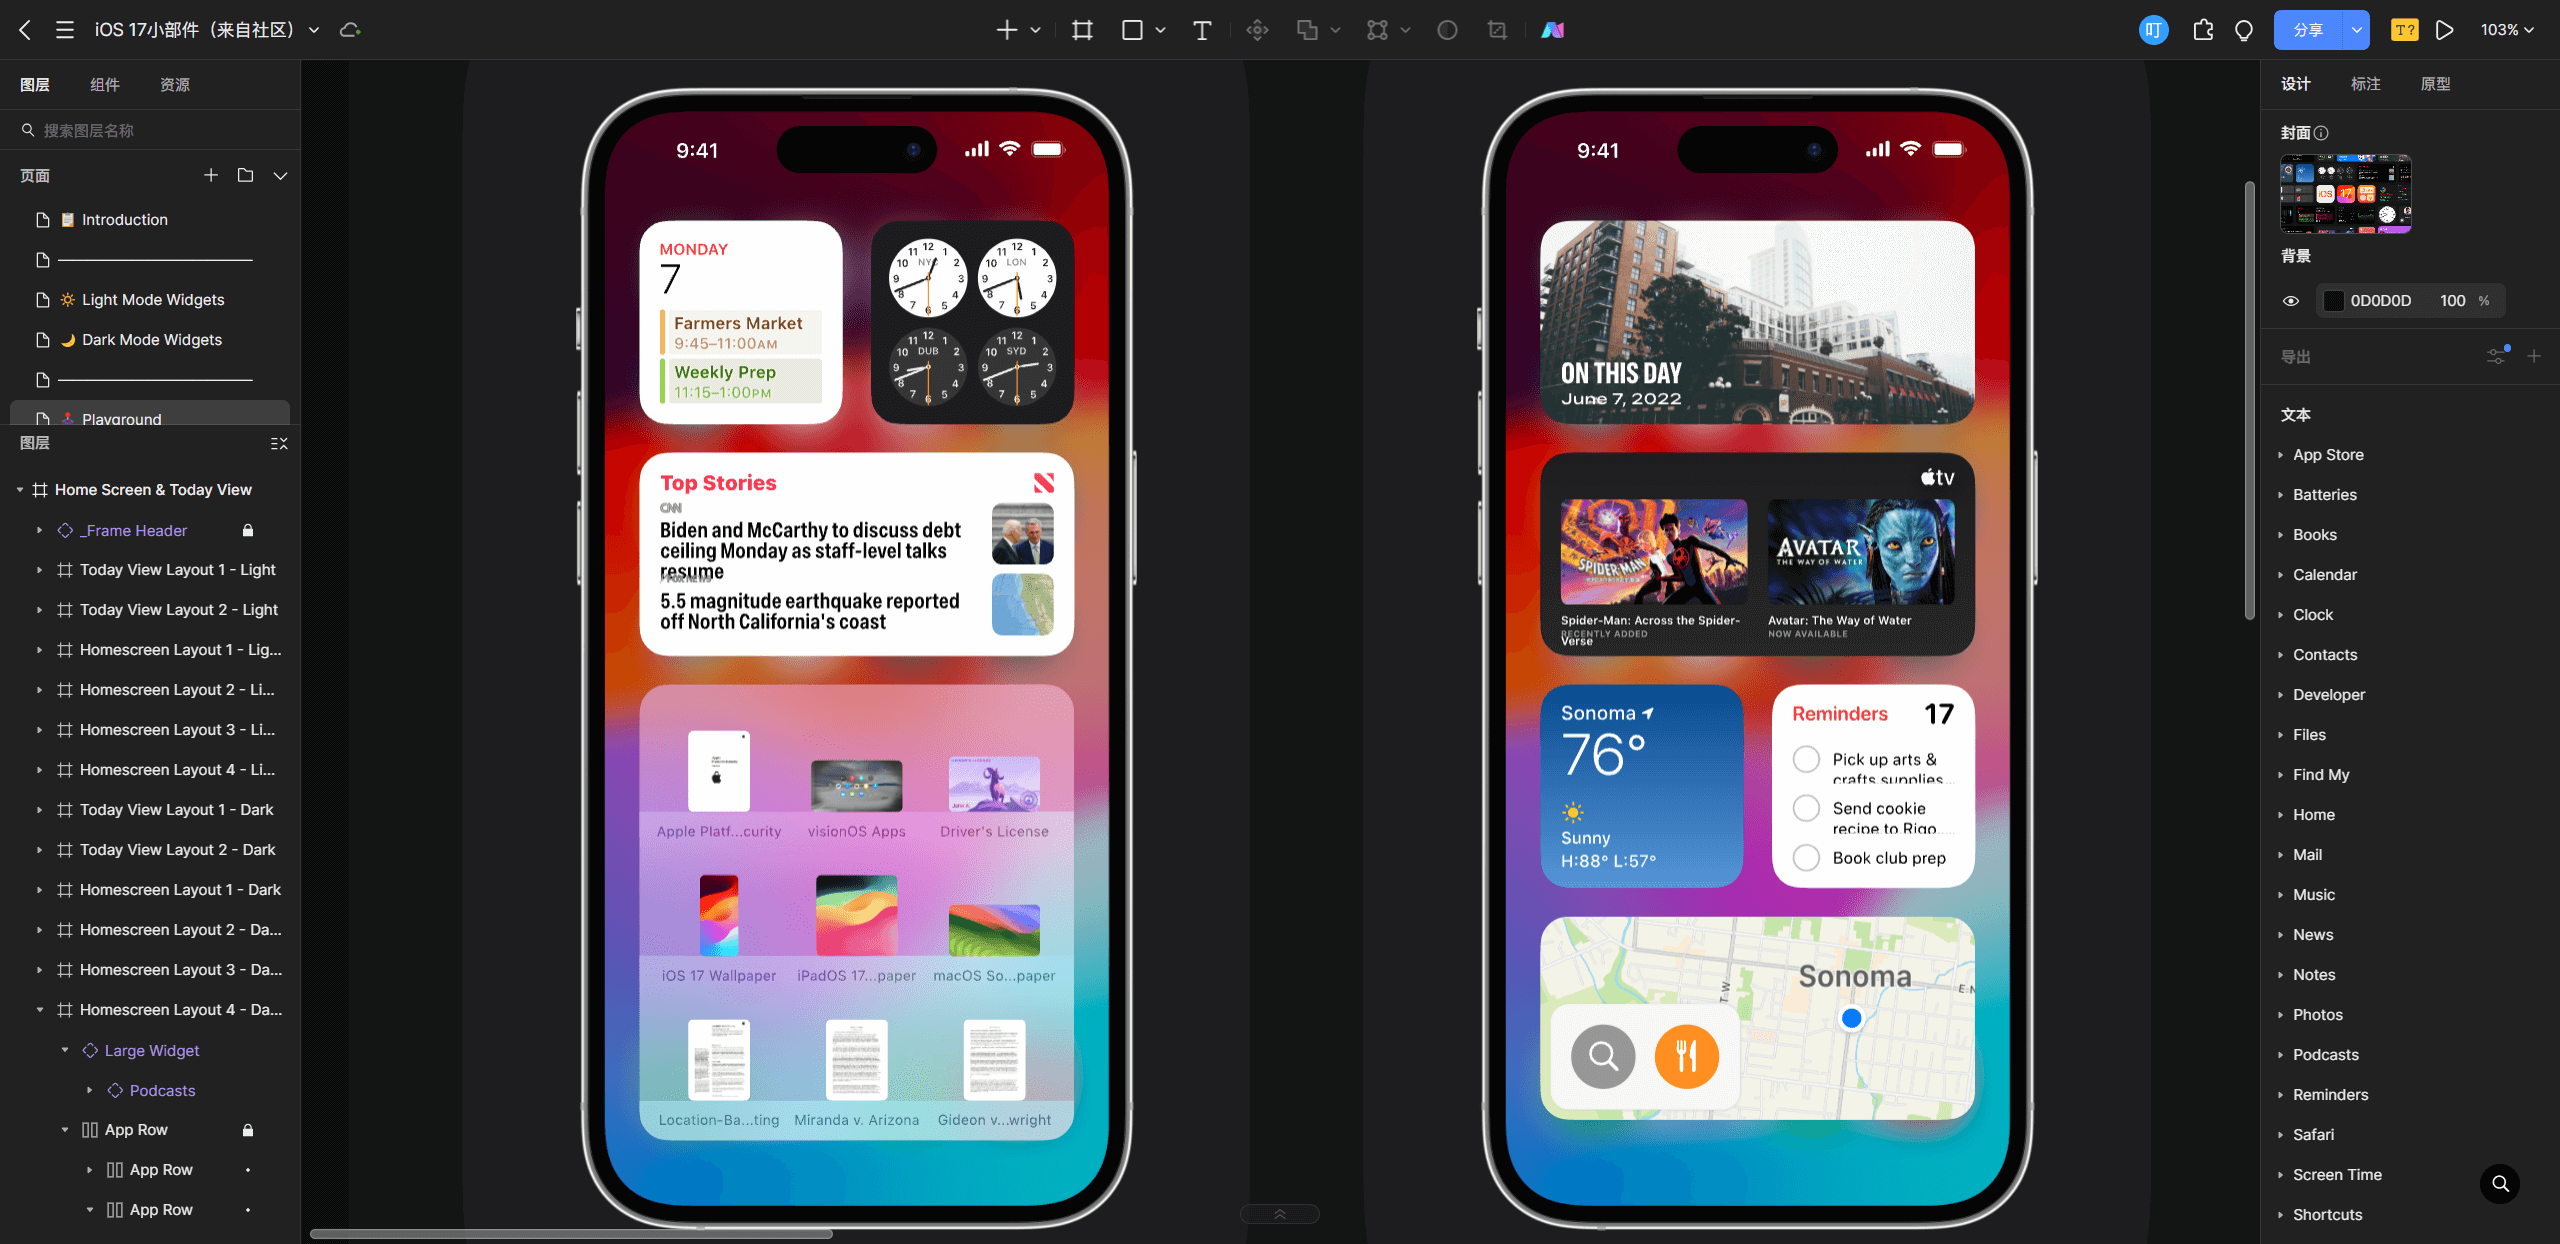 iOS 17小部件（来自社区）
叮
分享
T?
103%
图层
组件
资源
搜索图层名称
页面
📋 Introduction
🔆 Light Mode Widgets
🌙 Dark Mode Widgets
🕹️ Playground
图层
Home Screen & Today View
_Frame Header
Today View Layout 1 - Light
Today View Layout 2 - Light
Homescreen Layout 1 - Lig...
Homescreen Layout 2 - Li...
Homescreen Layout 3 - Li...
Homescreen Layout 4 - Li...
Today View Layout 1 - Dark
Today View Layout 2 - Dark
Homescreen Layout 1 - Dark
Homescreen Layout 2 - Da...
Homescreen Layout 3 - Da...
Homescreen Layout 4 - Da...
Large Widget
Podcasts
App Row
App Row
App Row
9:41
MONDAY
7
Farmers Market
9:45–11:00AM
Weekly Prep
11:15–1:00PM
NYC
LON
DUB
SYD
Top Stories
CNN
Biden and McCarthy to discuss debt
ceiling Monday as staff-level talks
resume
FOX NEWS
5.5 magnitude earthquake reported
off North California's coast
Apple Platf...curity
visionOS Apps
Driver's License
iOS 17 Wallpaper
iPadOS 17...paper
macOS So...paper
Location-Ba...ting
Miranda v. Arizona
Gideon v...wright
9:41
ON THIS DAY
June 7, 2022
tv
SPIDER-MAN
AVATAR
THE WAY OF WATER
Spider-Man: Across the Spider-
Verse
RECENTLY ADDED
Avatar: The Way of Water
NOW AVAILABLE
Sonoma
76°
Sunny
H:88° L:57°
Reminders
17
Pick up arts &
crafts supplies...
Send cookie
recipe to Rigo....
Book club prep
Sonoma
T W
E N
设计
标注
原型
封面
iOS
17
背景
0D0D0D
100
%
导出
文本
App Store
Batteries
Books
Calendar
Clock
Contacts
Developer
Files
Find My
Home
Mail
Music
News
Notes
Photos
Podcasts
Reminders
Safari
Screen Time
Shortcuts